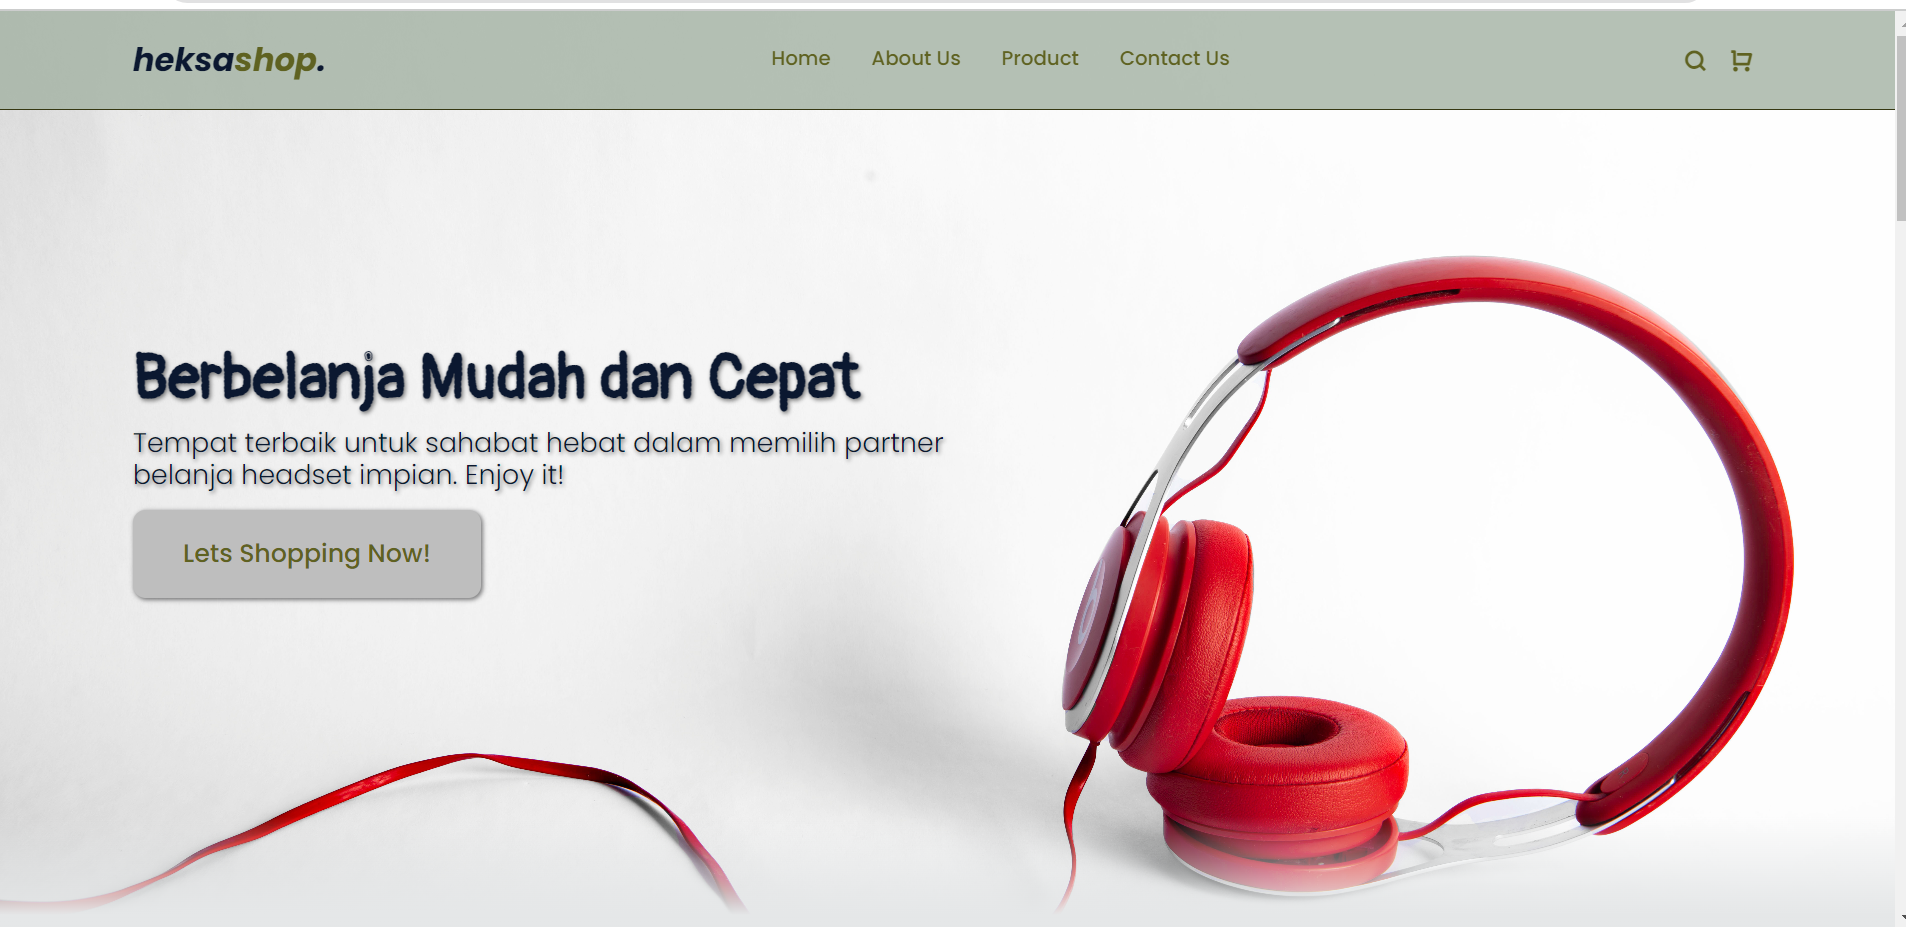 heksashop.
Home
About Us
Product
Contact Us
Berbelanja Mudah dan Cepat
Tempat terbaik untuk sahabat hebat dalam memilih partner
belanja headset impian. Enjoy it!
Lets Shopping Now!